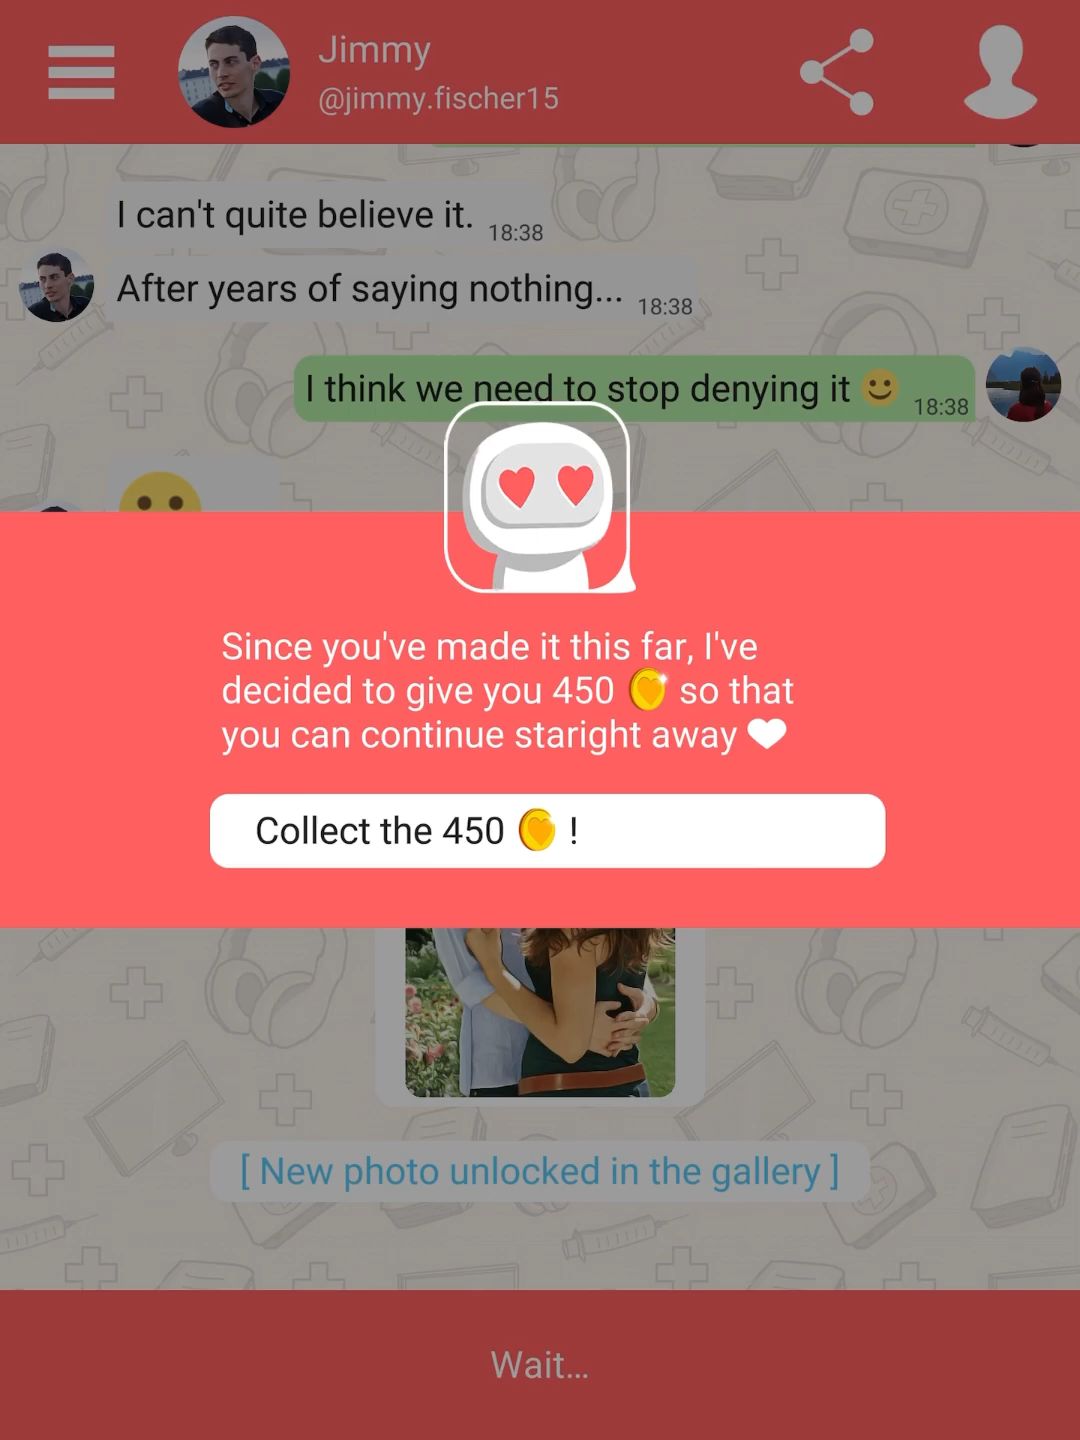 Jimmy
@jimmy.fischer15
I can't quite believe it. 18:38
After years of saying nothing... 18:38
I think we need to stop denying it 🙂 18:38
Since you've made it this far, I've
decided to give you 450 so that
you can continue staright away
Collect the 450 !
[ New photo unlocked in the gallery ]
Wait...